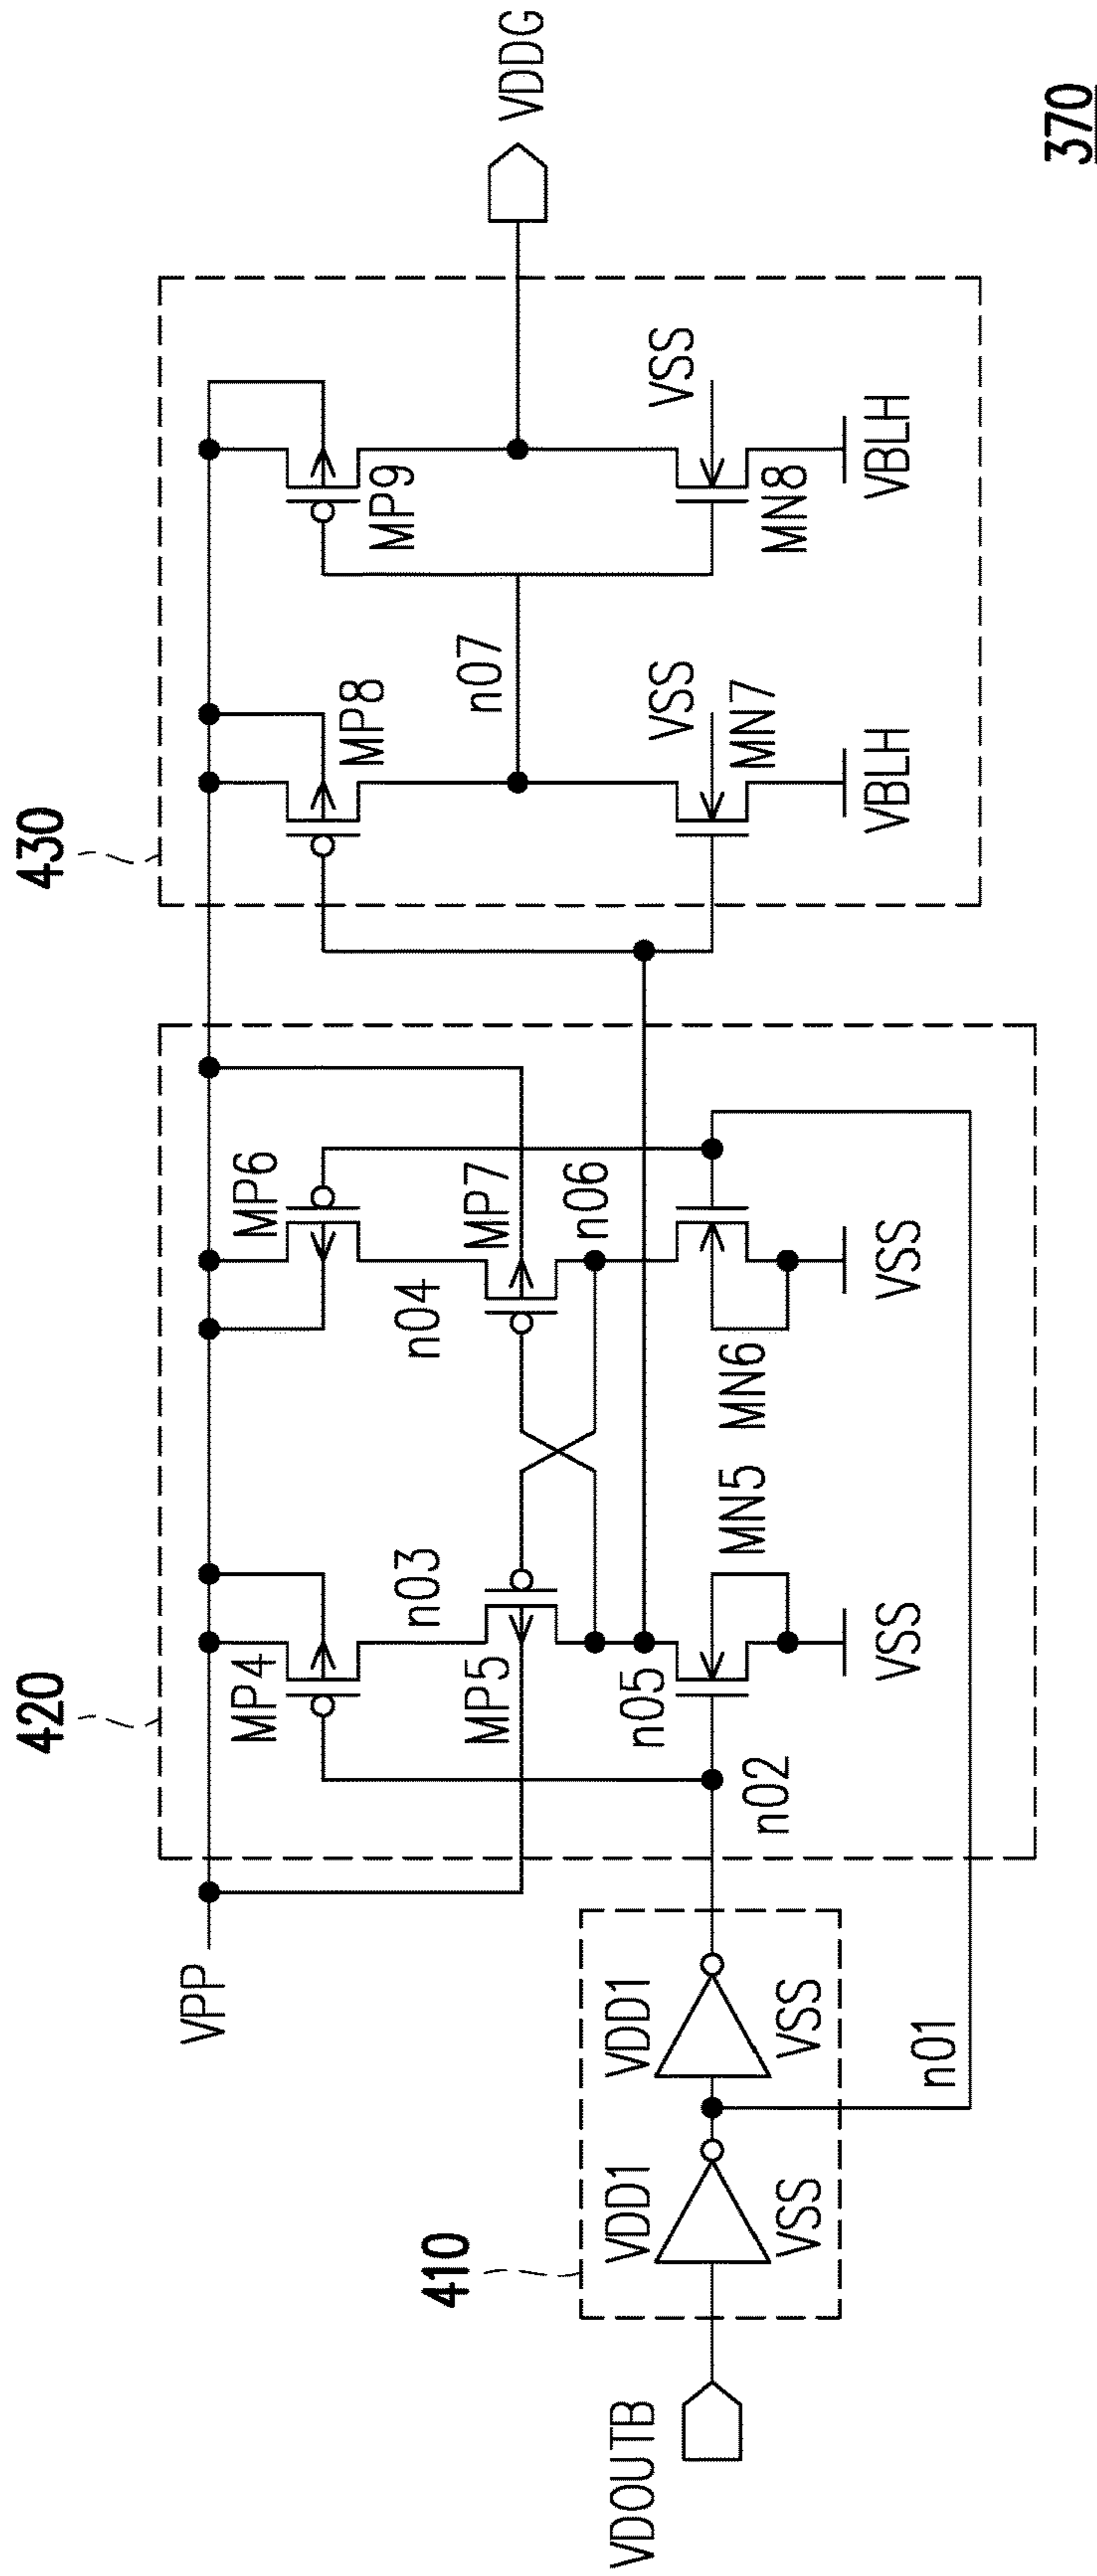 420
430
VPP
MP4
MP6
n03
n04
MP8
MP9
MP5
MP7
n05
n06
n07
VSS
VSS
VDDG
410
VDD1
VDD1
n02
MN5
MN6
MN7
MN8
VDOUTB
VSS
VSS
VSS
VSS
VBLH
VBLH
n01
370